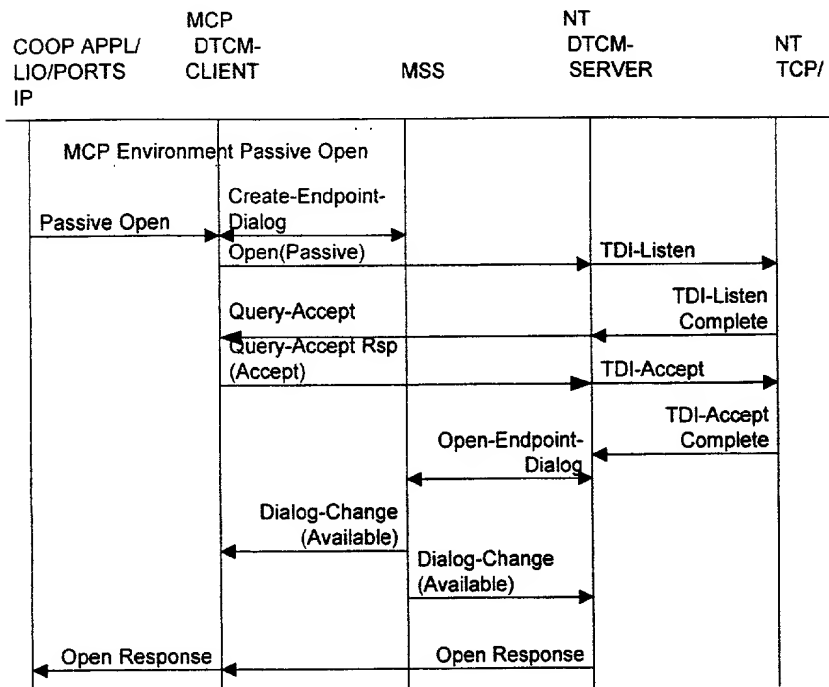 MCP
NT
COOP APPL/
DTCM-
DTCM-
NT
LIO/PORTS
CLIENT
MSS
SERVER
TCP/
IP
MCP Environment Passive Open
Create-Endpoint-
Passive Open
Dialog
Open(Passive)
TDI-Listen
TDI-Listen
Query-Accept
Complete
Query-Accept Rsp
(Accept)
TDI-Accept
TDI-Accept
Open-Endpoint-
Complete
Dialog
Dialog-Change
(Available)
Dialog-Change
(Available)
Open Response
Open Response